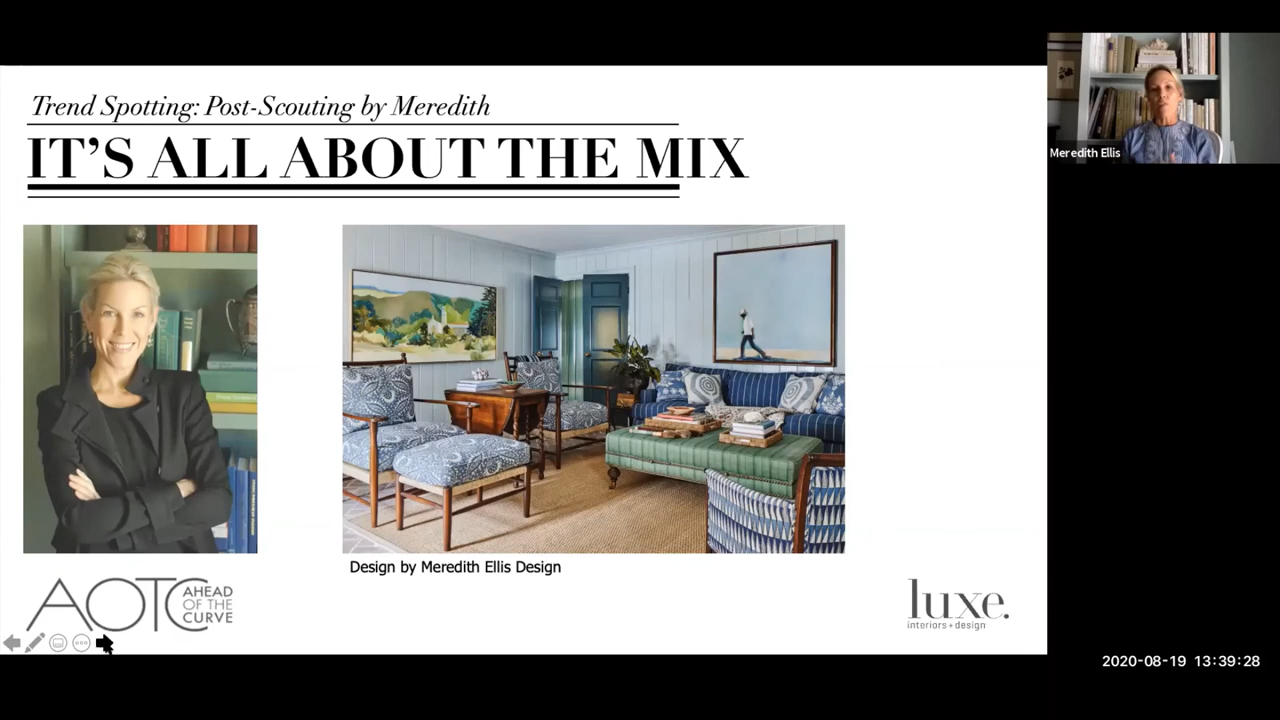 Trend Spotting: Post-Scouting by Meredith
IT'S ALL ABOUT THE MIX
Meredith Ellis
Design by Meredith Ellis Design
AOTC AHEAD
OF THE
CURVE
luxe.
interiors+design
2020-08-19 13:39:28